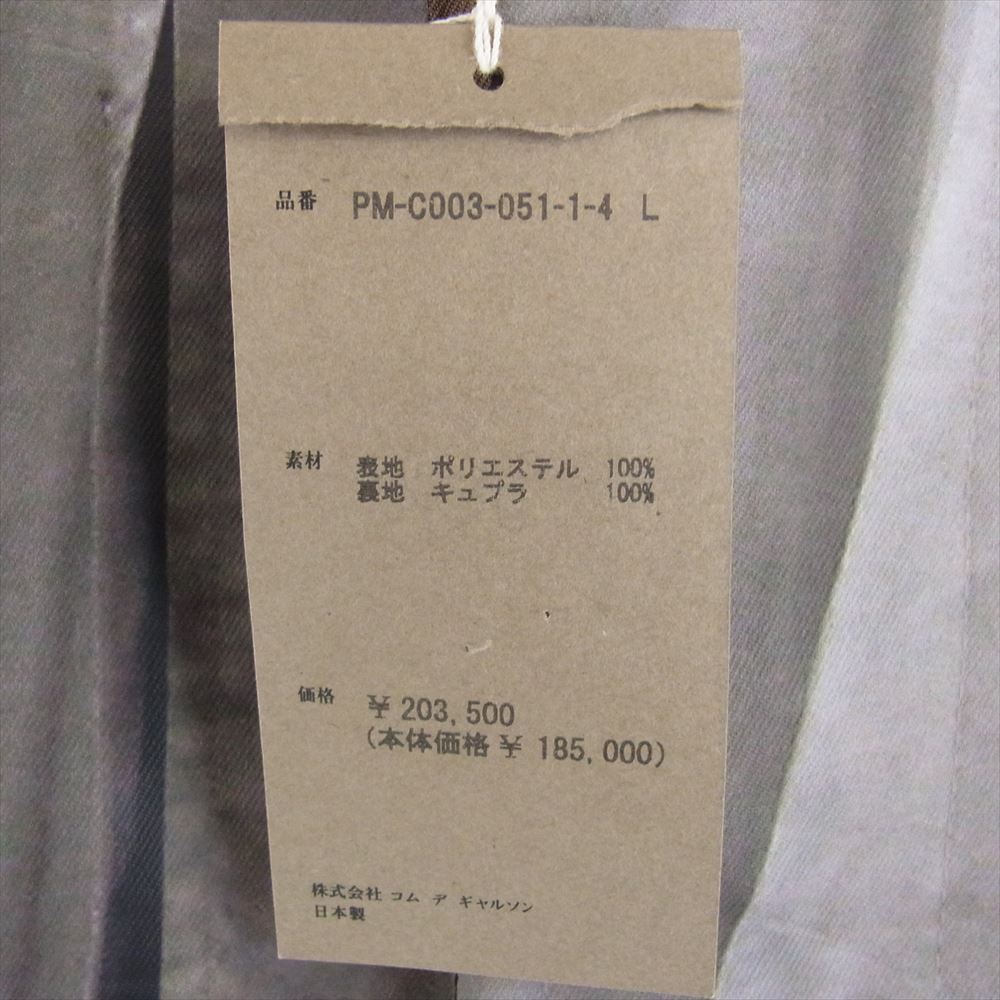 品番 PM-C003-051-1-4 L
素材 表地 ポリエステル 100%
裏地 キュプラ 100%
価格 ¥ 203,500
(本体価格 ¥ 185,000)
株式会社 コム デ ギャルソン
日本製